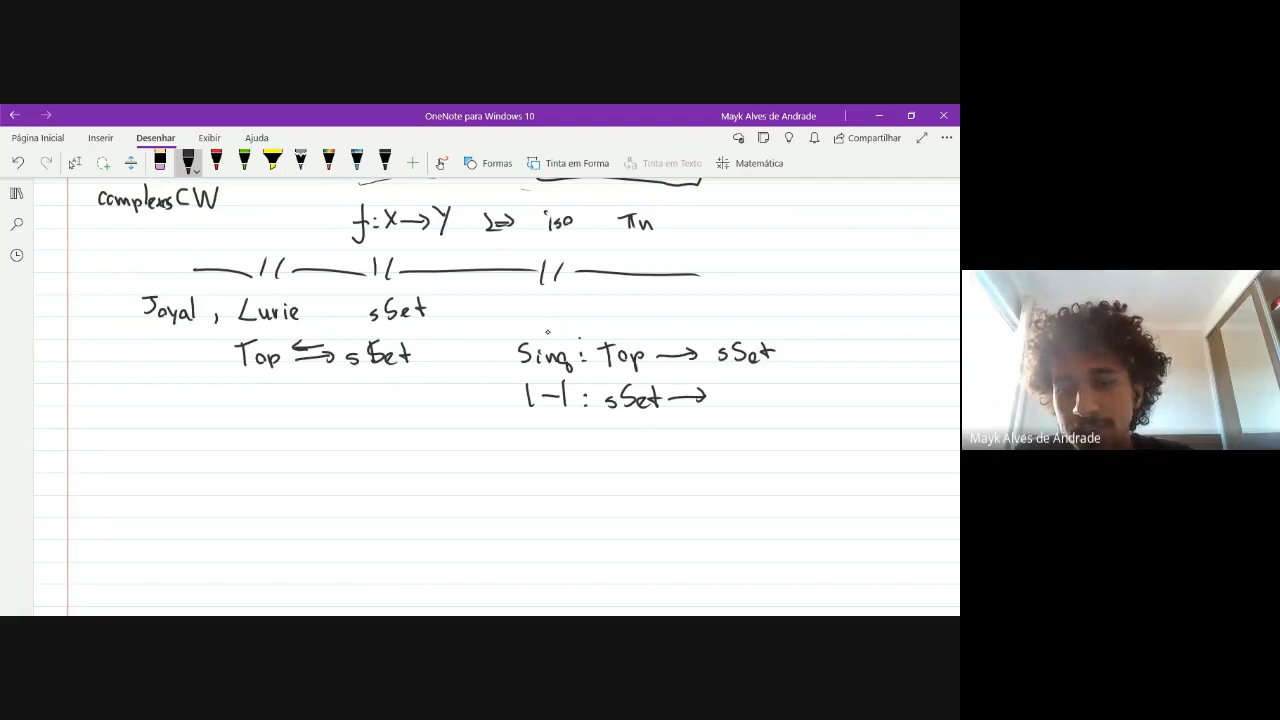 OneNote para Windows 10
Mayk Alves de Andrade
Página Inicial Inserir Desenhar Exibir Ajuda
Compartilhar
Formas Tinta em Forma Tinta em Texto Matemática
complexos CW
f: X → Y iso πn
Joyal, Lurie sSet
Top ⇆ sSet
Sing: Top → sSet
|-| : sSet →
Mayk Alves de Andrade